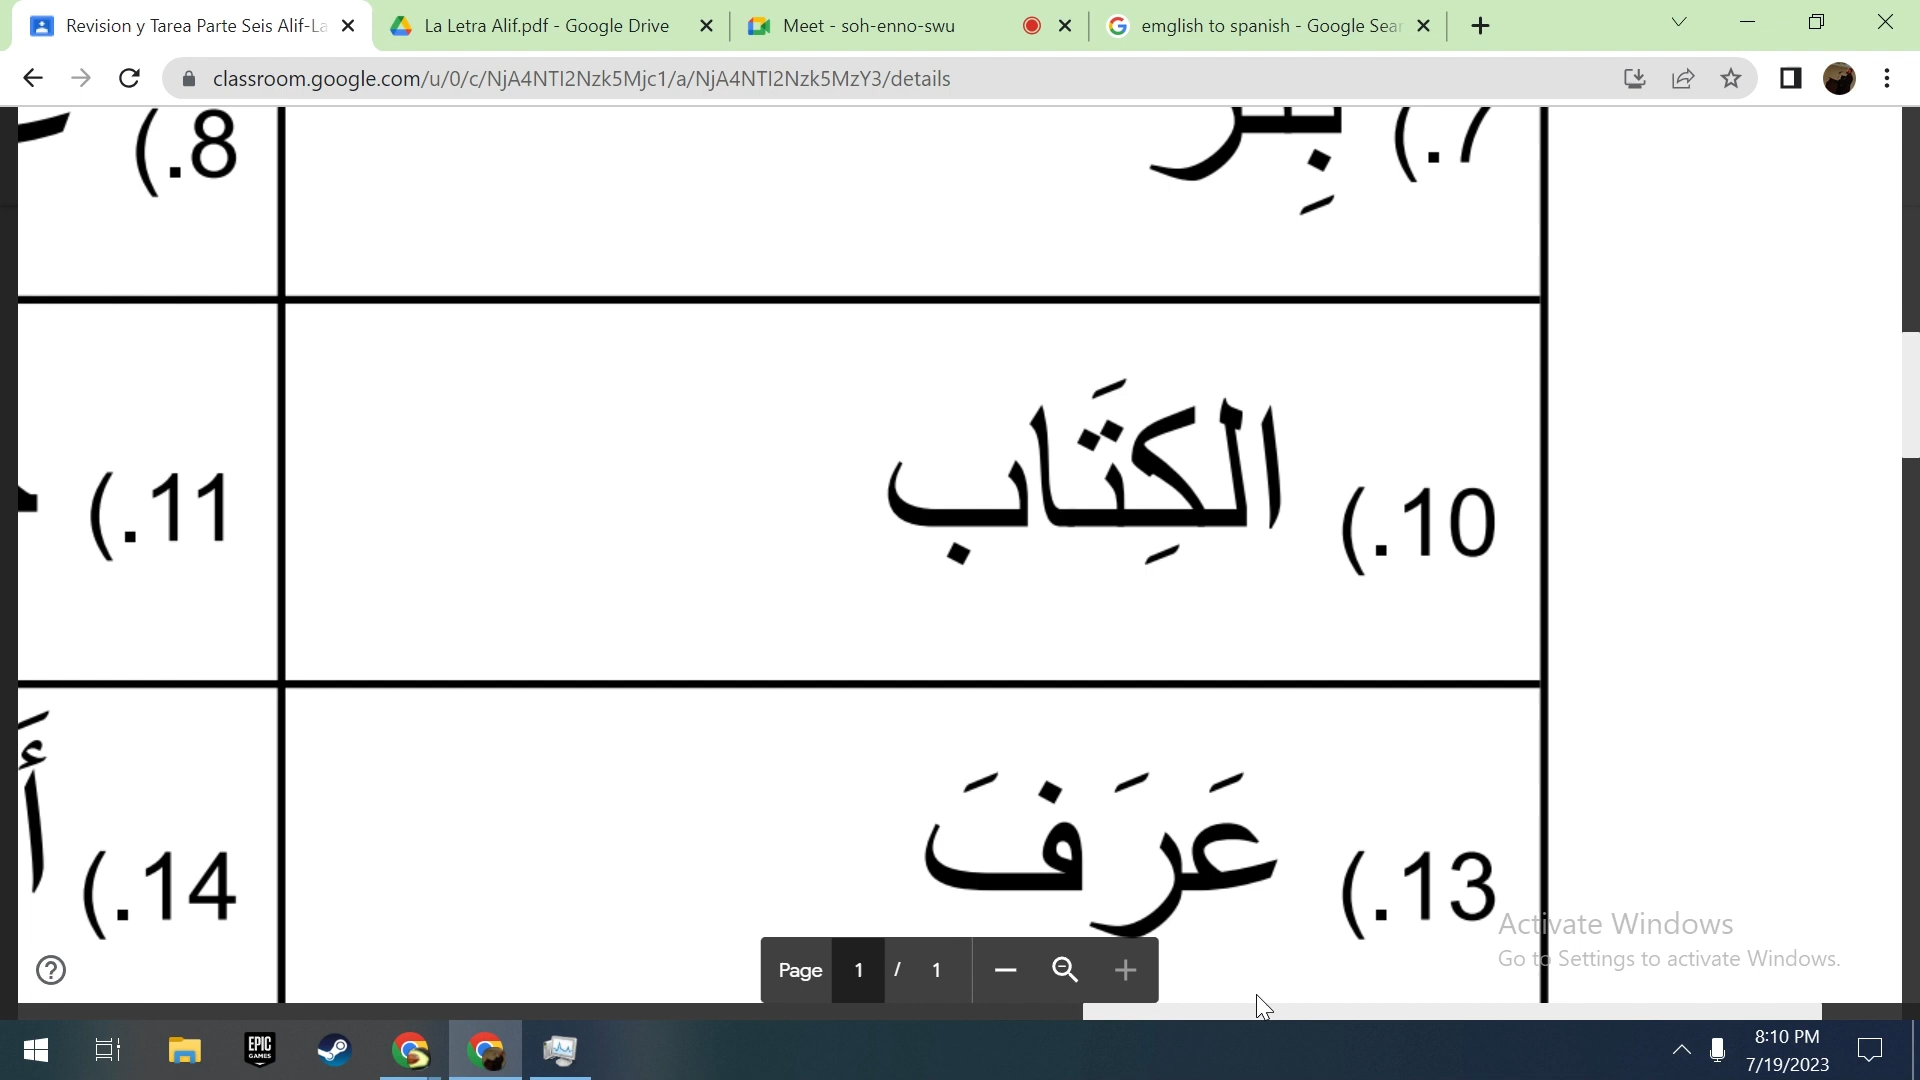 Revision y Tarea Parte Seis Alif-La
La Letra Alif.pdf - Google Drive
Meet - soh-enno-swu
emglish to spanish - Google Sear
classroom.google.com/u/0/c/NjA4NTI2Nzk5Mjc1/a/NjA4NTI2Nzk5MzY3/details
7.)
8.)
10.) الكِتَاب
11.)
13.) عَرَفَ
14.) أَ
Activate Windows
Go to Settings to activate Windows.
Page 1 / 1
EPIC GAMES
8:10 PM
7/19/2023